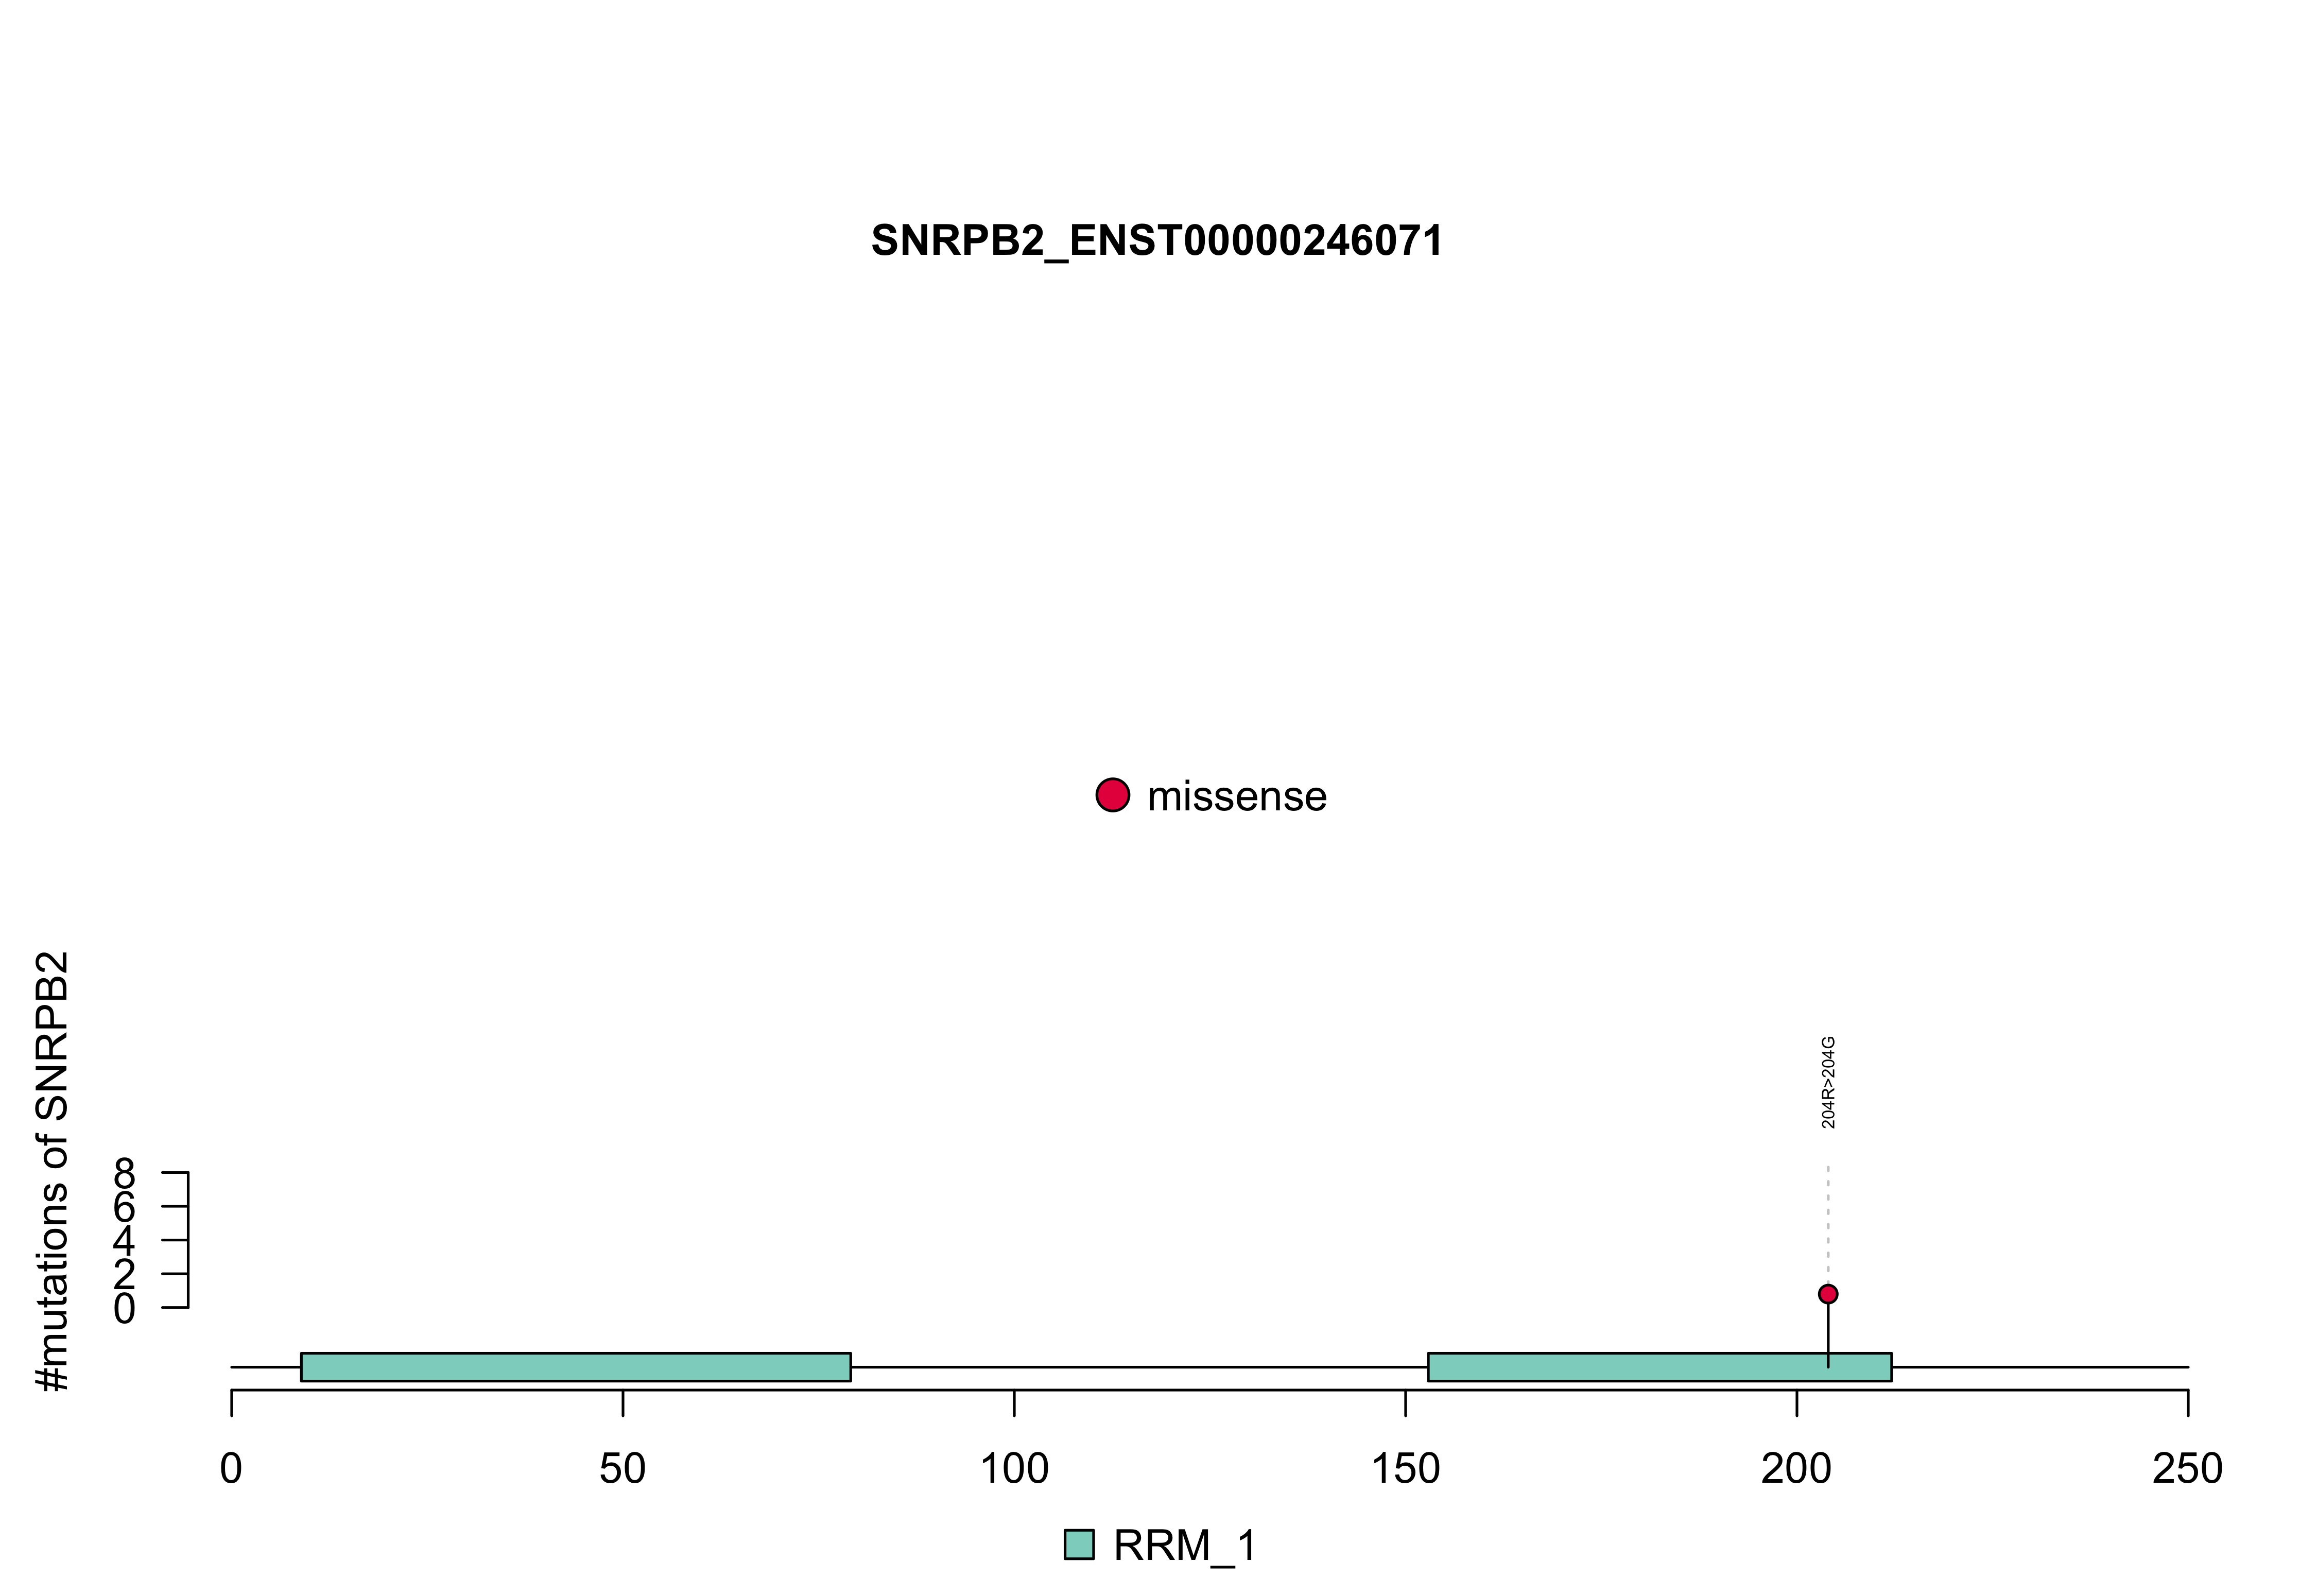 SNRPB2_ENST00000246071
missense
#mutations of SNRPB2
204R>204G
8
6
4
2
0
0 50 100 150 200 250
RRM_1